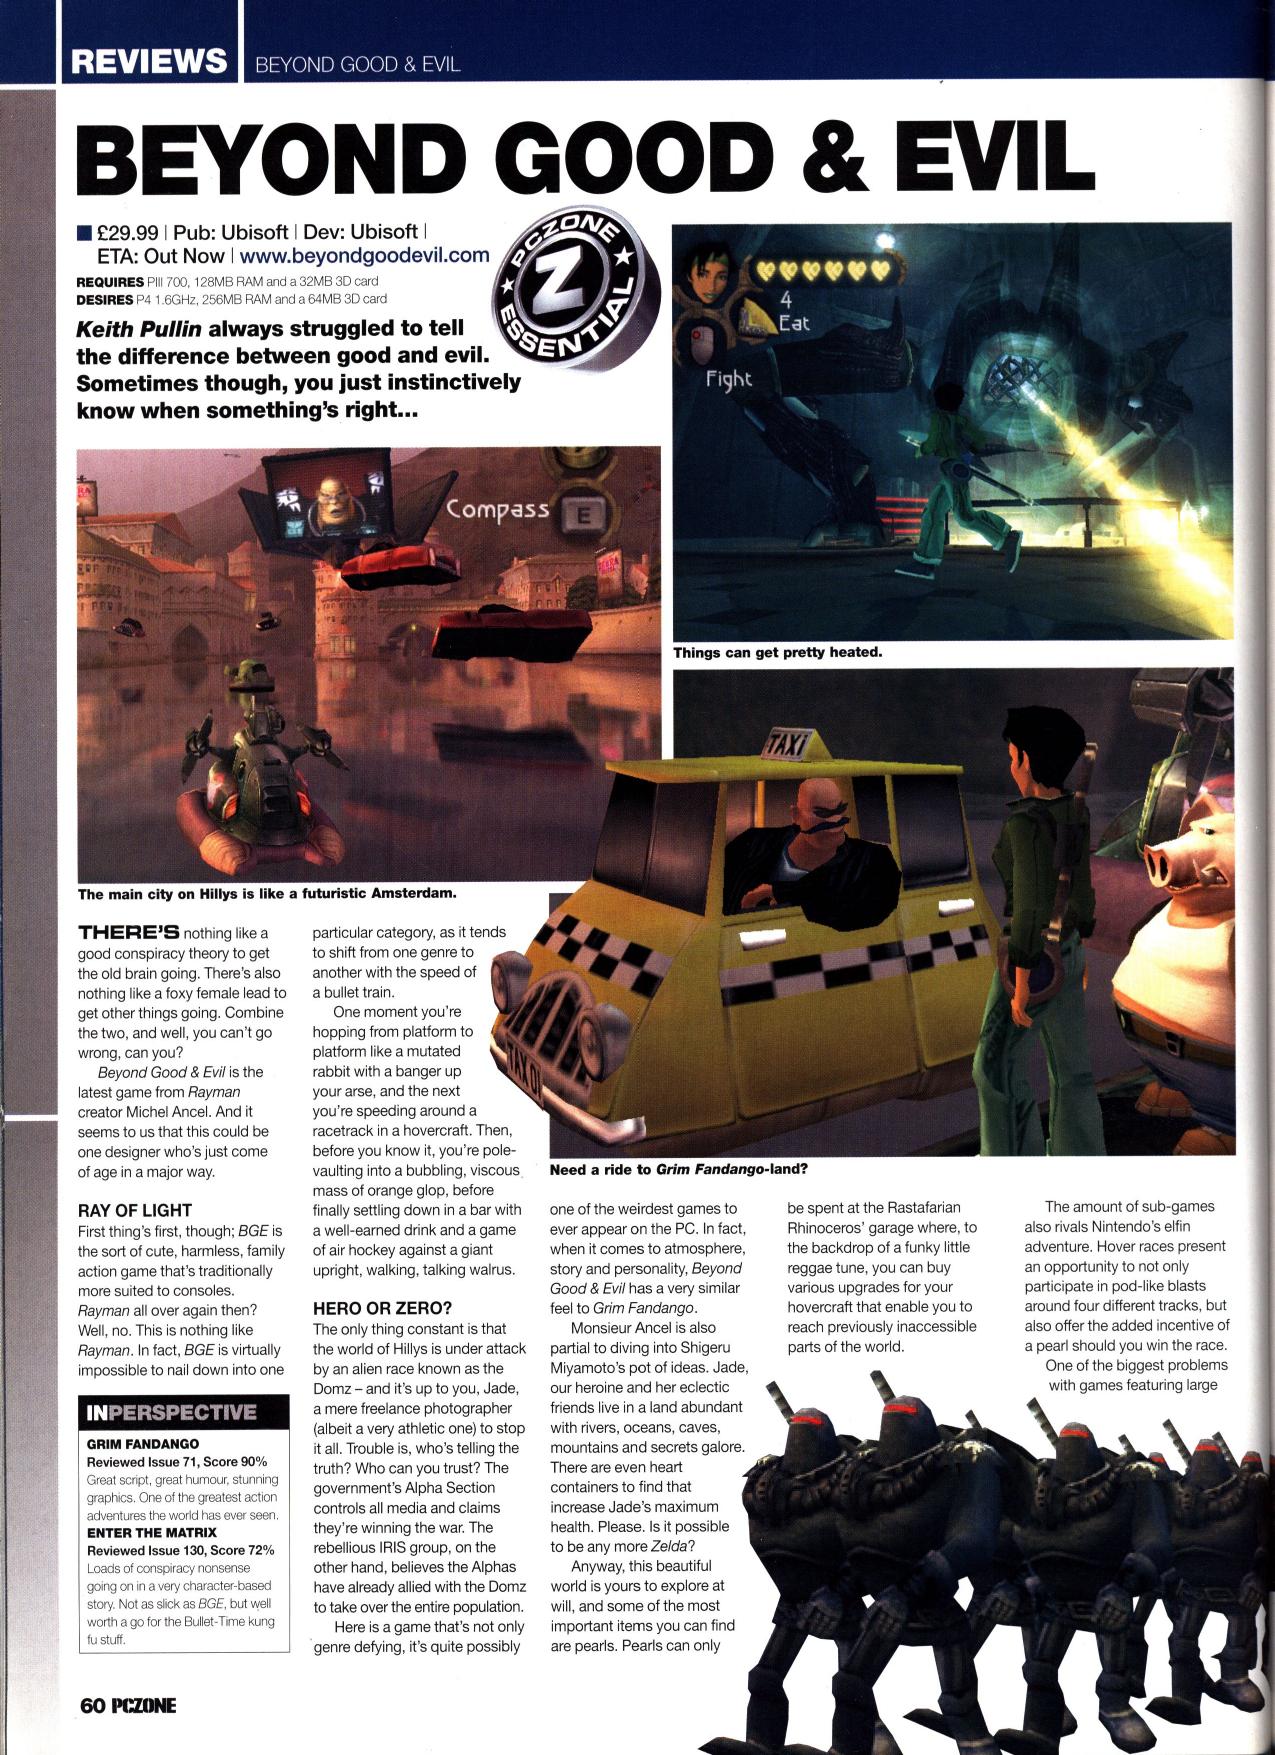 REVIEWS
BEYOND GOOD & EVIL
BEYOND GOOD & EVIL
£29.99 | Pub: Ubisoft | Dev: Ubisoft |
ETA: Out Now | www.beyondgoodevil.com
REQUIRES PIII 700, 128MB RAM and a 32MB 3D card
DESIRES P4 1.6GHz, 256MB RAM and a 64MB 3D card
PCZONE
Z
ESSENTIAL
Keith Pullin always struggled to tell
the difference between good and evil.
Sometimes though, you just instinctively
know when something's right...
4
Eat
Fight
Things can get pretty heated.
Compass
E
The main city on Hillys is like a futuristic Amsterdam.
TAXI
TAXI 01
Need a ride to Grim Fandango-land?
THERE'S nothing like a
good conspiracy theory to get
the old brain going. There's also
nothing like a foxy female lead to
get other things going. Combine
the two, and well, you can't go
wrong, can you?
Beyond Good & Evil is the
latest game from Rayman
creator Michel Ancel. And it
seems to us that this could be
one designer who's just come
of age in a major way.
RAY OF LIGHT
First thing's first, though; BGE is
the sort of cute, harmless, family
action game that's traditionally
more suited to consoles.
Rayman all over again then?
Well, no. This is nothing like
Rayman. In fact, BGE is virtually
impossible to nail down into one
INPERSPECTIVE
GRIM FANDANGO
Reviewed Issue 71, Score 90%
Great script, great humour, stunning
graphics. One of the greatest action
adventures the world has ever seen.
ENTER THE MATRIX
Reviewed Issue 130, Score 72%
Loads of conspiracy nonsense
going on in a very character-based
story. Not as slick as BGE, but well
worth a go for the Bullet-Time kung
fu stuff.
particular category, as it tends
to shift from one genre to
another with the speed of
a bullet train.
One moment you're
hopping from platform to
platform like a mutated
rabbit with a banger up
your arse, and the next
you're speeding around a
racetrack in a hovercraft. Then,
before you know it, you're pole-
vaulting into a bubbling, viscous
mass of orange glop, before
finally settling down in a bar with
a well-earned drink and a game
of air hockey against a giant
upright, walking, talking walrus.
HERO OR ZERO?
The only thing constant is that
the world of Hillys is under attack
by an alien race known as the
Domz – and it's up to you, Jade,
a mere freelance photographer
(albeit a very athletic one) to stop
it all. Trouble is, who's telling the
truth? Who can you trust? The
government's Alpha Section
controls all media and claims
they're winning the war. The
rebellious IRIS group, on the
other hand, believes the Alphas
have already allied with the Domz
to take over the entire population.
Here is a game that's not only
genre defying, it's quite possibly
one of the weirdest games to
ever appear on the PC. In fact,
when it comes to atmosphere,
story and personality, Beyond
Good & Evil has a very similar
feel to Grim Fandango.
Monsieur Ancel is also
partial to diving into Shigeru
Miyamoto's pot of ideas. Jade,
our heroine and her eclectic
friends live in a land abundant
with rivers, oceans, caves,
mountains and secrets galore.
There are even heart
containers to find that
increase Jade's maximum
health. Please. Is it possible
to be any more Zelda?
Anyway, this beautiful
world is yours to explore at
will, and some of the most
important items you can find
are pearls. Pearls can only
be spent at the Rastafarian
Rhinoceros' garage where, to
the backdrop of a funky little
reggae tune, you can buy
various upgrades for your
hovercraft that enable you to
reach previously inaccessible
parts of the world.
The amount of sub-games
also rivals Nintendo's elfin
adventure. Hover races present
an opportunity to not only
participate in pod-like blasts
around four different tracks, but
also offer the added incentive of
a pearl should you win the race.
One of the biggest problems
with games featuring large
60 PCZONE